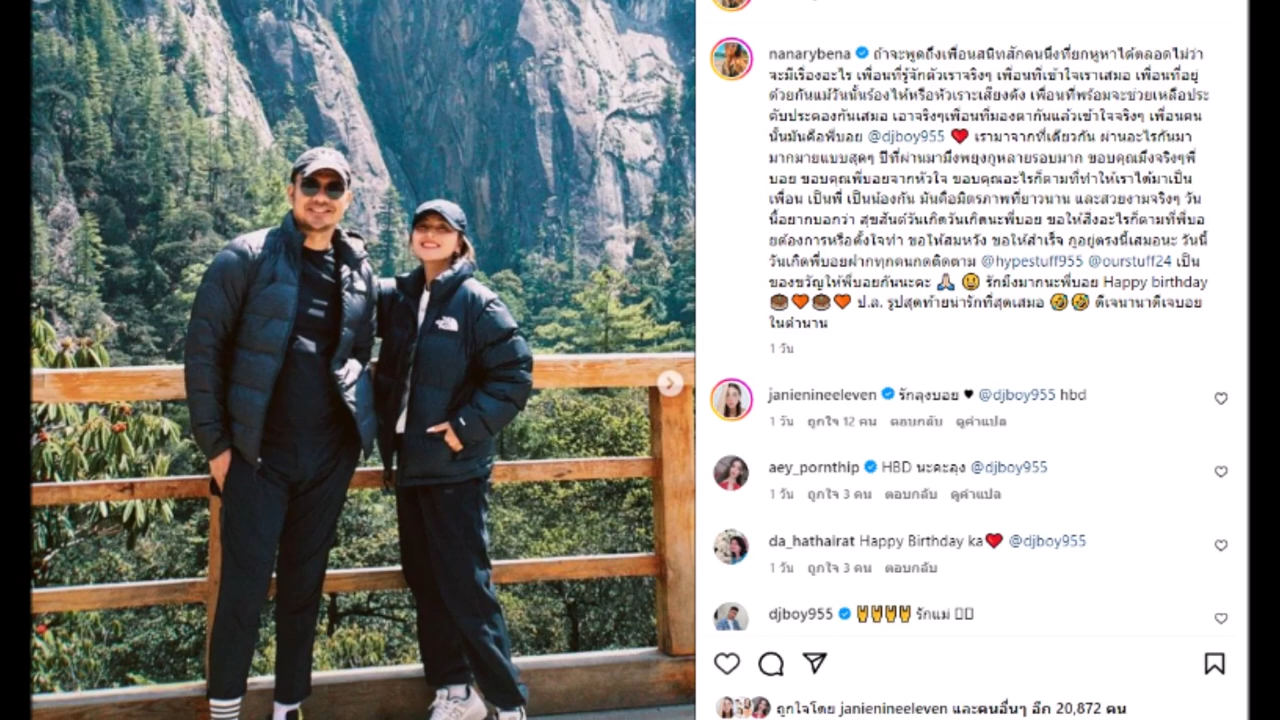 nanarybena ถ้าจะพูดถึงเพื่อนสนิทสักคนนึงที่ยกหูหาได้ตลอดไม่ว่า
จะมีเรื่องอะไร เพื่อนที่รู้จักตัวเราจริงๆ เพื่อนที่เข้าใจเราเสมอ เพื่อนที่อยู่
ด้วยกันแม้วันนั้นร้องไห้หรือหัวเราะเสียงดัง เพื่อนที่พร้อมจะช่วยเหลือประ
คับประคองกันเสมอ เอาจริงๆเพื่อนที่มองตากันแล้วเข้าใจจริงๆ เพื่อนคน
นั้นมันคือพี่บอย @djboy955 ❤️ เรามาจากที่เดียวกัน ผ่านอะไรกันมา
มากมายแบบสุดๆ ปีที่ผ่านมามึงพยุงกูหลายรอบมาก ขอบคุณมึงจริงๆพี่
บอย ขอบคุณพี่บอยจากหัวใจ ขอบคุณอะไรก็ตามที่ทำให้เราได้มาเป็น
เพื่อน เป็นพี่ เป็นน้องกัน มันคือมิตรภาพที่ยาวนาน และสวยงามจริงๆ วัน
นี้อยากบอกว่า สุขสันต์วันเกิดวันเกิดนะพี่บอย ขอให้สิ่งอะไรก็ตามที่พี่บอ
ยต้องการหรือตั้งใจทำ ขอให้สมหวัง ขอให้สำเร็จ กูอยู่ตรงนี้เสมอนะ วันนี้
วันเกิดพี่บอยฝากทุกคนกดติดตาม @hypestuff955 @ourstuff24 เป็น
ของขวัญให้พี่บอยกันนะคะ 🙏🏻 รักมึงมากนะพี่บอย Happy birthday
🎂🧡🎂🧡 ป.ล. รูปสุดท้ายน่ารักที่สุดเสมอ 🤣🤣 ดีเจนานาดีเจบอย
ในตำนาน
1 วัน
janienineeleven รักลุงบอย ♥ @djboy955 hbd
1 วัน ถูกใจ 12 คน ตอบกลับ ดูคำแปล
aey_pornthip HBD นะคะลุง @djboy955
1 วัน ถูกใจ 3 คน ตอบกลับ ดูคำแปล
da_hathairat Happy Birthday ka❤️ @djboy955
1 วัน ถูกใจ 3 คน ตอบกลับ
djboy955 🤘🤘🤘🤘 รักแม่
ถูกใจโดย janienineeleven และคนอื่นๆ อีก 20,872 คน
THE NORTH FACE